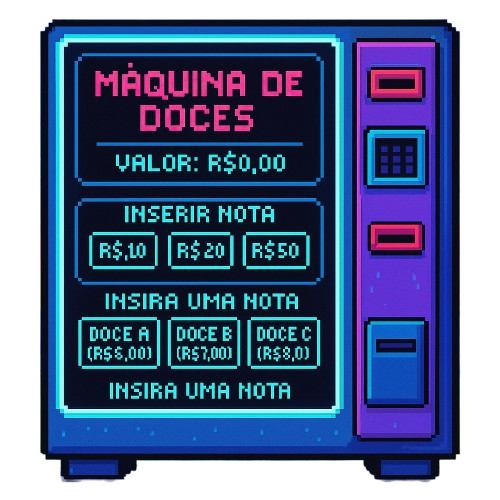 MÁQUINA DE
DOCES
VALOR: R$0,00
INSERIR NOTA
R$,10 R$20 R$50
INSIRA UMA NOTA
DOCE A DOCE B DOCE C
(R$6,00) (R$7,00) (R$8,0)
INSIRA UMA NOTA